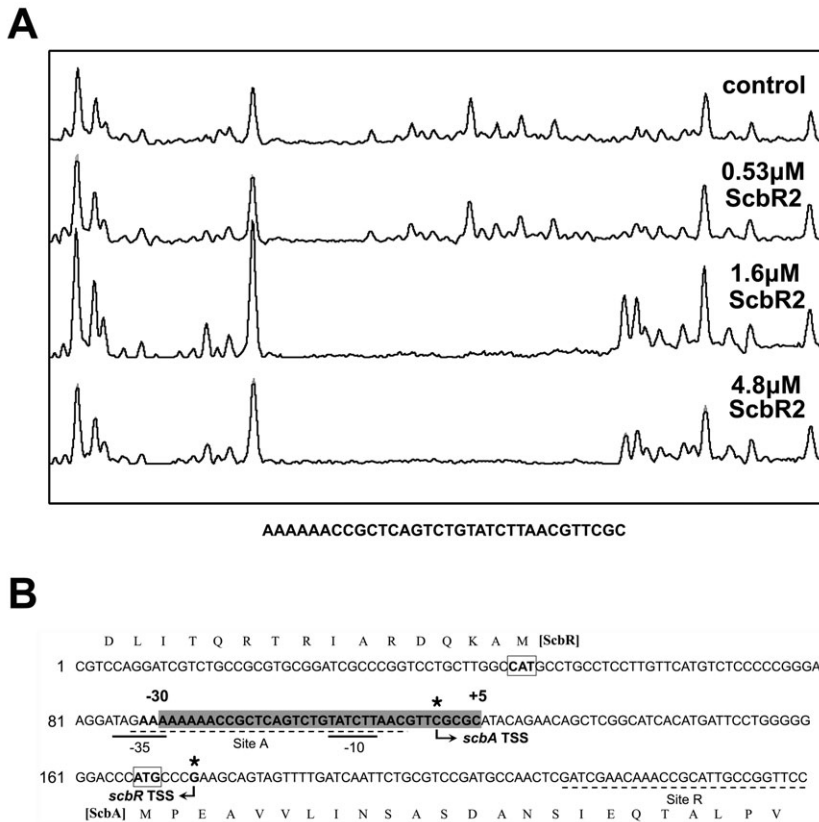 A
control
0.53µM
ScbR2
1.6µM
ScbR2
4.8µM
ScbR2
AAAAAACCGCTCAGTCTGTATCTTAACGTTCGC
B
D L I T Q R T R I A R D Q K A M [ScbR]
1 CGTCCAGGATCGTCTGCCGCGTGCGGATCGCCCGGTCCTGCTTGGCCATGCCTGCCTCCTTGTTCATGTCTCCCCCGGGA
-30 * +5
81 AGGATAGAAAAAAAACCGCTCAGTCTGTATCTTAACGTTCGCGCATACAGAACAGCTCGGCATCACATGATTCCTGGGGG
-35 Site A -10 scbA TSS
*
161 GGACCCATGCCCGAAGCAGTAGTTTTGATCAATTCTGCGTCCGATGCCAACTCGATCGAACAAACCGCATTGCCGGTTCC
scbR TSS Site R
[ScbA] M P E A V V L I N S A S D A N S I E Q T A L P V